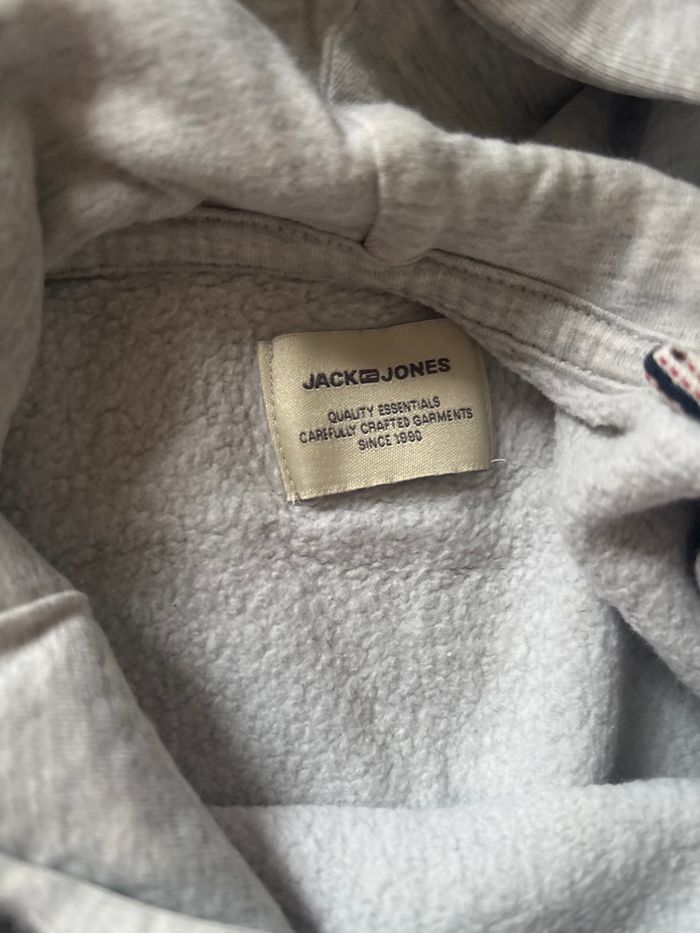 JACK JONES
QUALITY ESSENTIALS
CAREFULLY CRAFTED GARMENTS
SINCE 1990